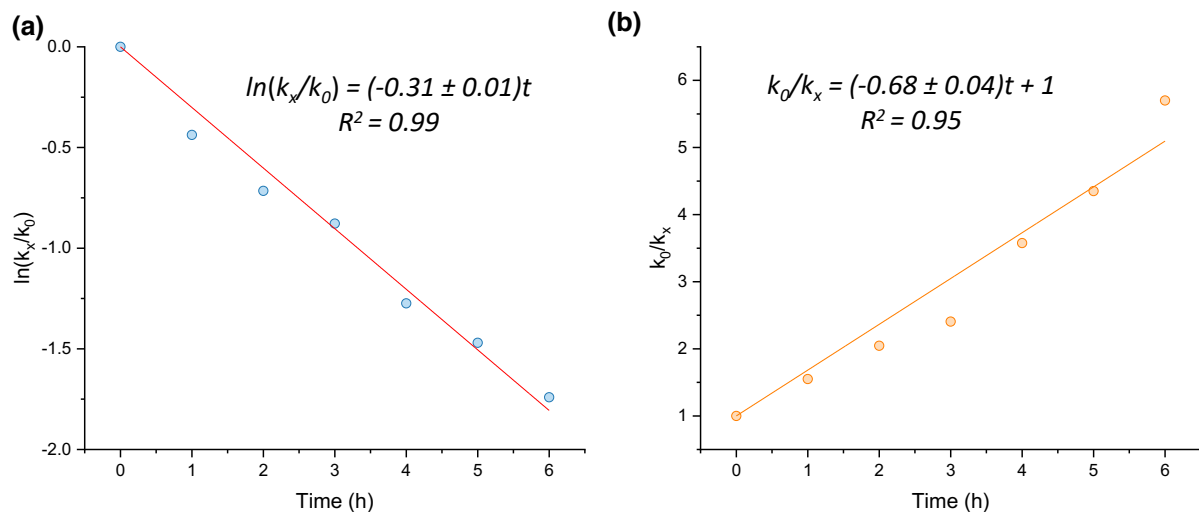 (a)
ln(kₓ/k₀) = (-0.31 ± 0.01)t
R² = 0.99
ln(kₓ/k₀)
0.0
-0.5
-1.0
-1.5
-2.0
0 1 2 3 4 5 6
Time (h)
(b)
k₀/kₓ = (-0.68 ± 0.04)t + 1
R² = 0.95
k₀/kₓ
6
5
4
3
2
1
0 1 2 3 4 5 6
Time (h)